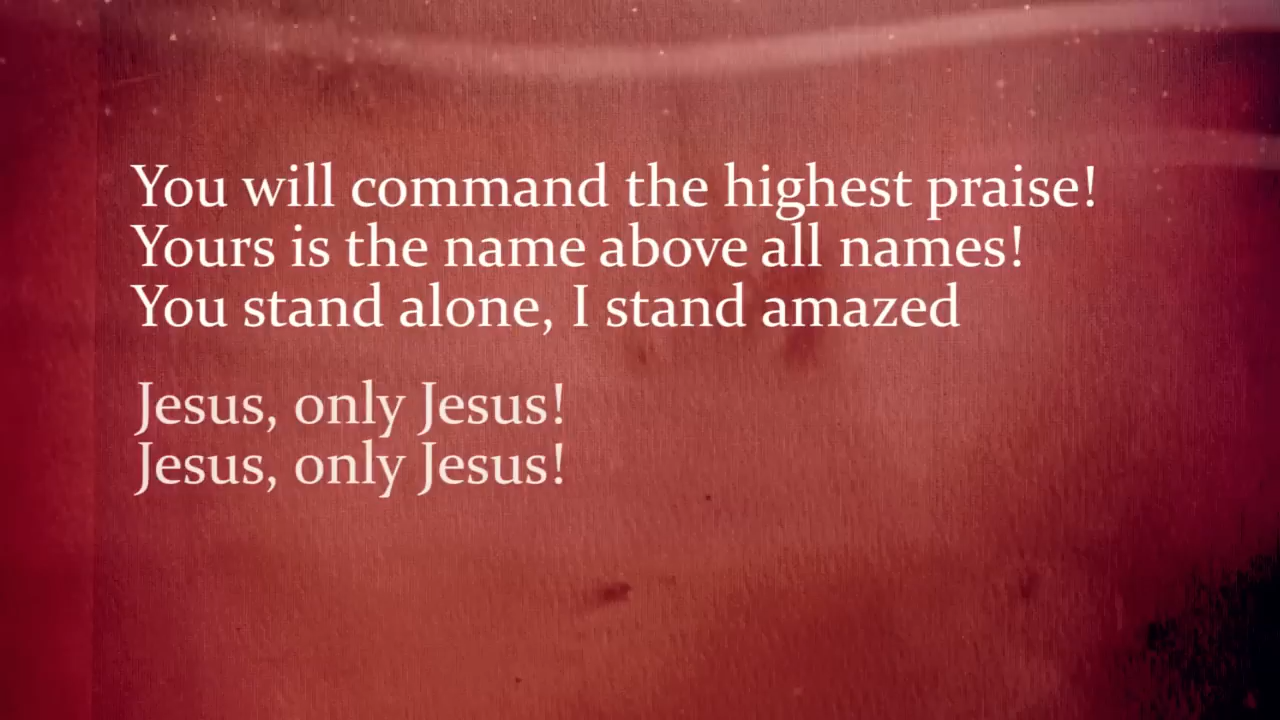 You will command the highest praise!
Yours is the name above all names!
You stand alone, I stand amazed
Jesus, only Jesus!
Jesus, only Jesus!